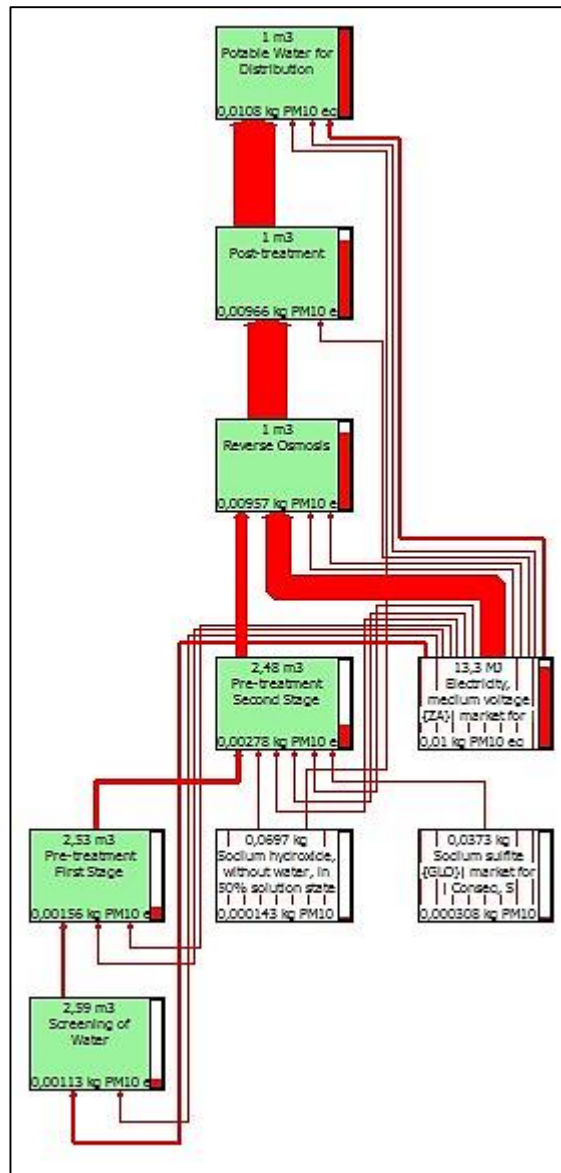 1 m3
Potable Water for
Distribution
0,0108 kg PM10 eq
1 m3
Post-treatment
0,00966 kg PM10 e
1 m3
Reverse Osmosis
0,00957 kg PM10 e
2,48 m3
Pre-treatment
Second Stage
0,00278 kg PM10 e
13,3 MJ
Electricity,
medium voltage
{ZA}| market for
0,01 kg PM10 eq
2,53 m3
Pre-treatment
First Stage
0,00156 kg PM10 e
0,0697 kg
Sodium hydroxide,
without water, in
50% solution state
0,000143 kg PM10
0,0373 kg
Sodium sulfite
{GLO}| market for
| Conseq, S
0,000308 kg PM10
2,59 m3
Screening of
Water
0,00113 kg PM10 e